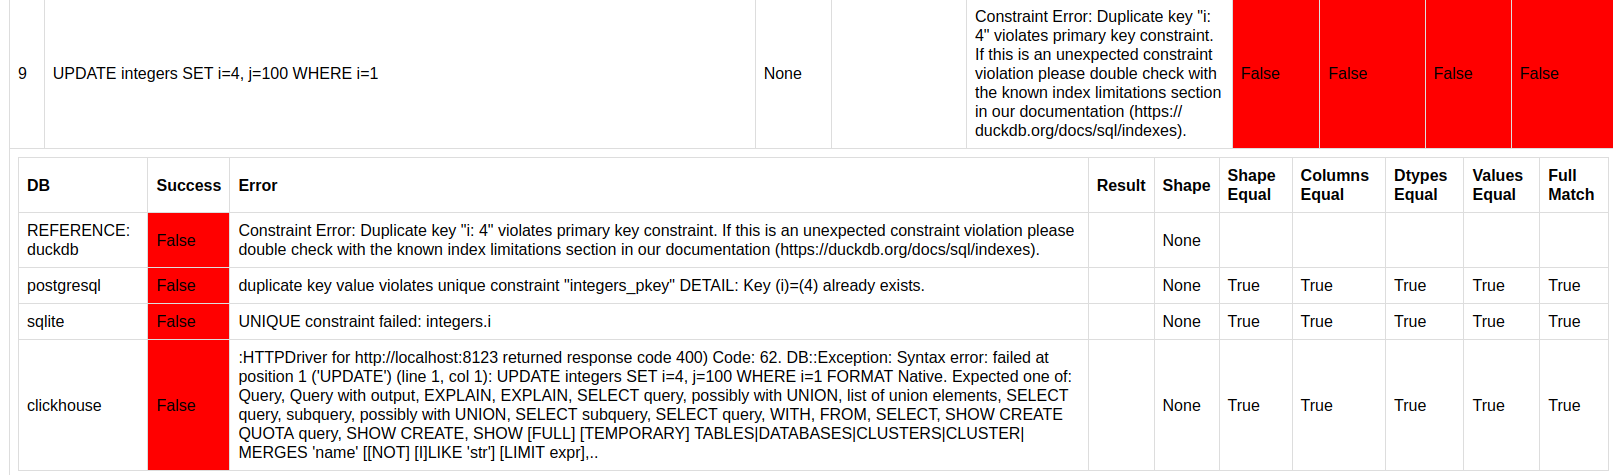 Constraint Error: Duplicate key "i:
4" violates primary key constraint.
If this is an unexpected constraint
violation please double check with
the known index limitations section
in our documentation (https://
duckdb.org/docs/sql/indexes).
9 UPDATE integers SET i=4, j=100 WHERE i=1 None False False False False
DB Success Error Result Shape Shape Equal Columns Equal Dtypes Equal Values Equal Full Match
REFERENCE:
duckdb
False
Constraint Error: Duplicate key "i: 4" violates primary key constraint. If this is an unexpected constraint violation please
double check with the known index limitations section in our documentation (https://duckdb.org/docs/sql/indexes).
None
postgresql False duplicate key value violates unique constraint "integers_pkey" DETAIL: Key (i)=(4) already exists. None True True True True True
sqlite False UNIQUE constraint failed: integers.i None True True True True True
clickhouse False
:HTTPDriver for http://localhost:8123 returned response code 400) Code: 62. DB::Exception: Syntax error: failed at
position 1 ('UPDATE') (line 1, col 1): UPDATE integers SET i=4, j=100 WHERE i=1 FORMAT Native. Expected one of:
Query, Query with output, EXPLAIN, EXPLAIN, SELECT query, possibly with UNION, list of union elements, SELECT
query, subquery, possibly with UNION, SELECT subquery, SELECT query, WITH, FROM, SELECT, SHOW CREATE
QUOTA query, SHOW CREATE, SHOW [FULL] [TEMPORARY] TABLES|DATABASES|CLUSTERS|CLUSTER|
MERGES 'name' [[NOT] [I]LIKE 'str'] [LIMIT expr],..
None True True True True True